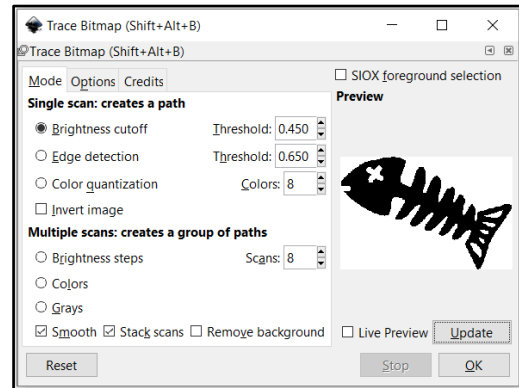 Trace Bitmap (Shift+Alt+B)
Trace Bitmap (Shift+Alt+B)
Mode Options Credits
SIOX foreground selection
Single scan: creates a path
Preview
Brightness cutoff Threshold: 0.450
Edge detection Threshold: 0.650
Color quantization Colors: 8
Invert image
Multiple scans: creates a group of paths
Brightness steps Scans: 8
Colors
Grays
Smooth Stack scans Remove background
Live Preview Update
Reset Stop OK